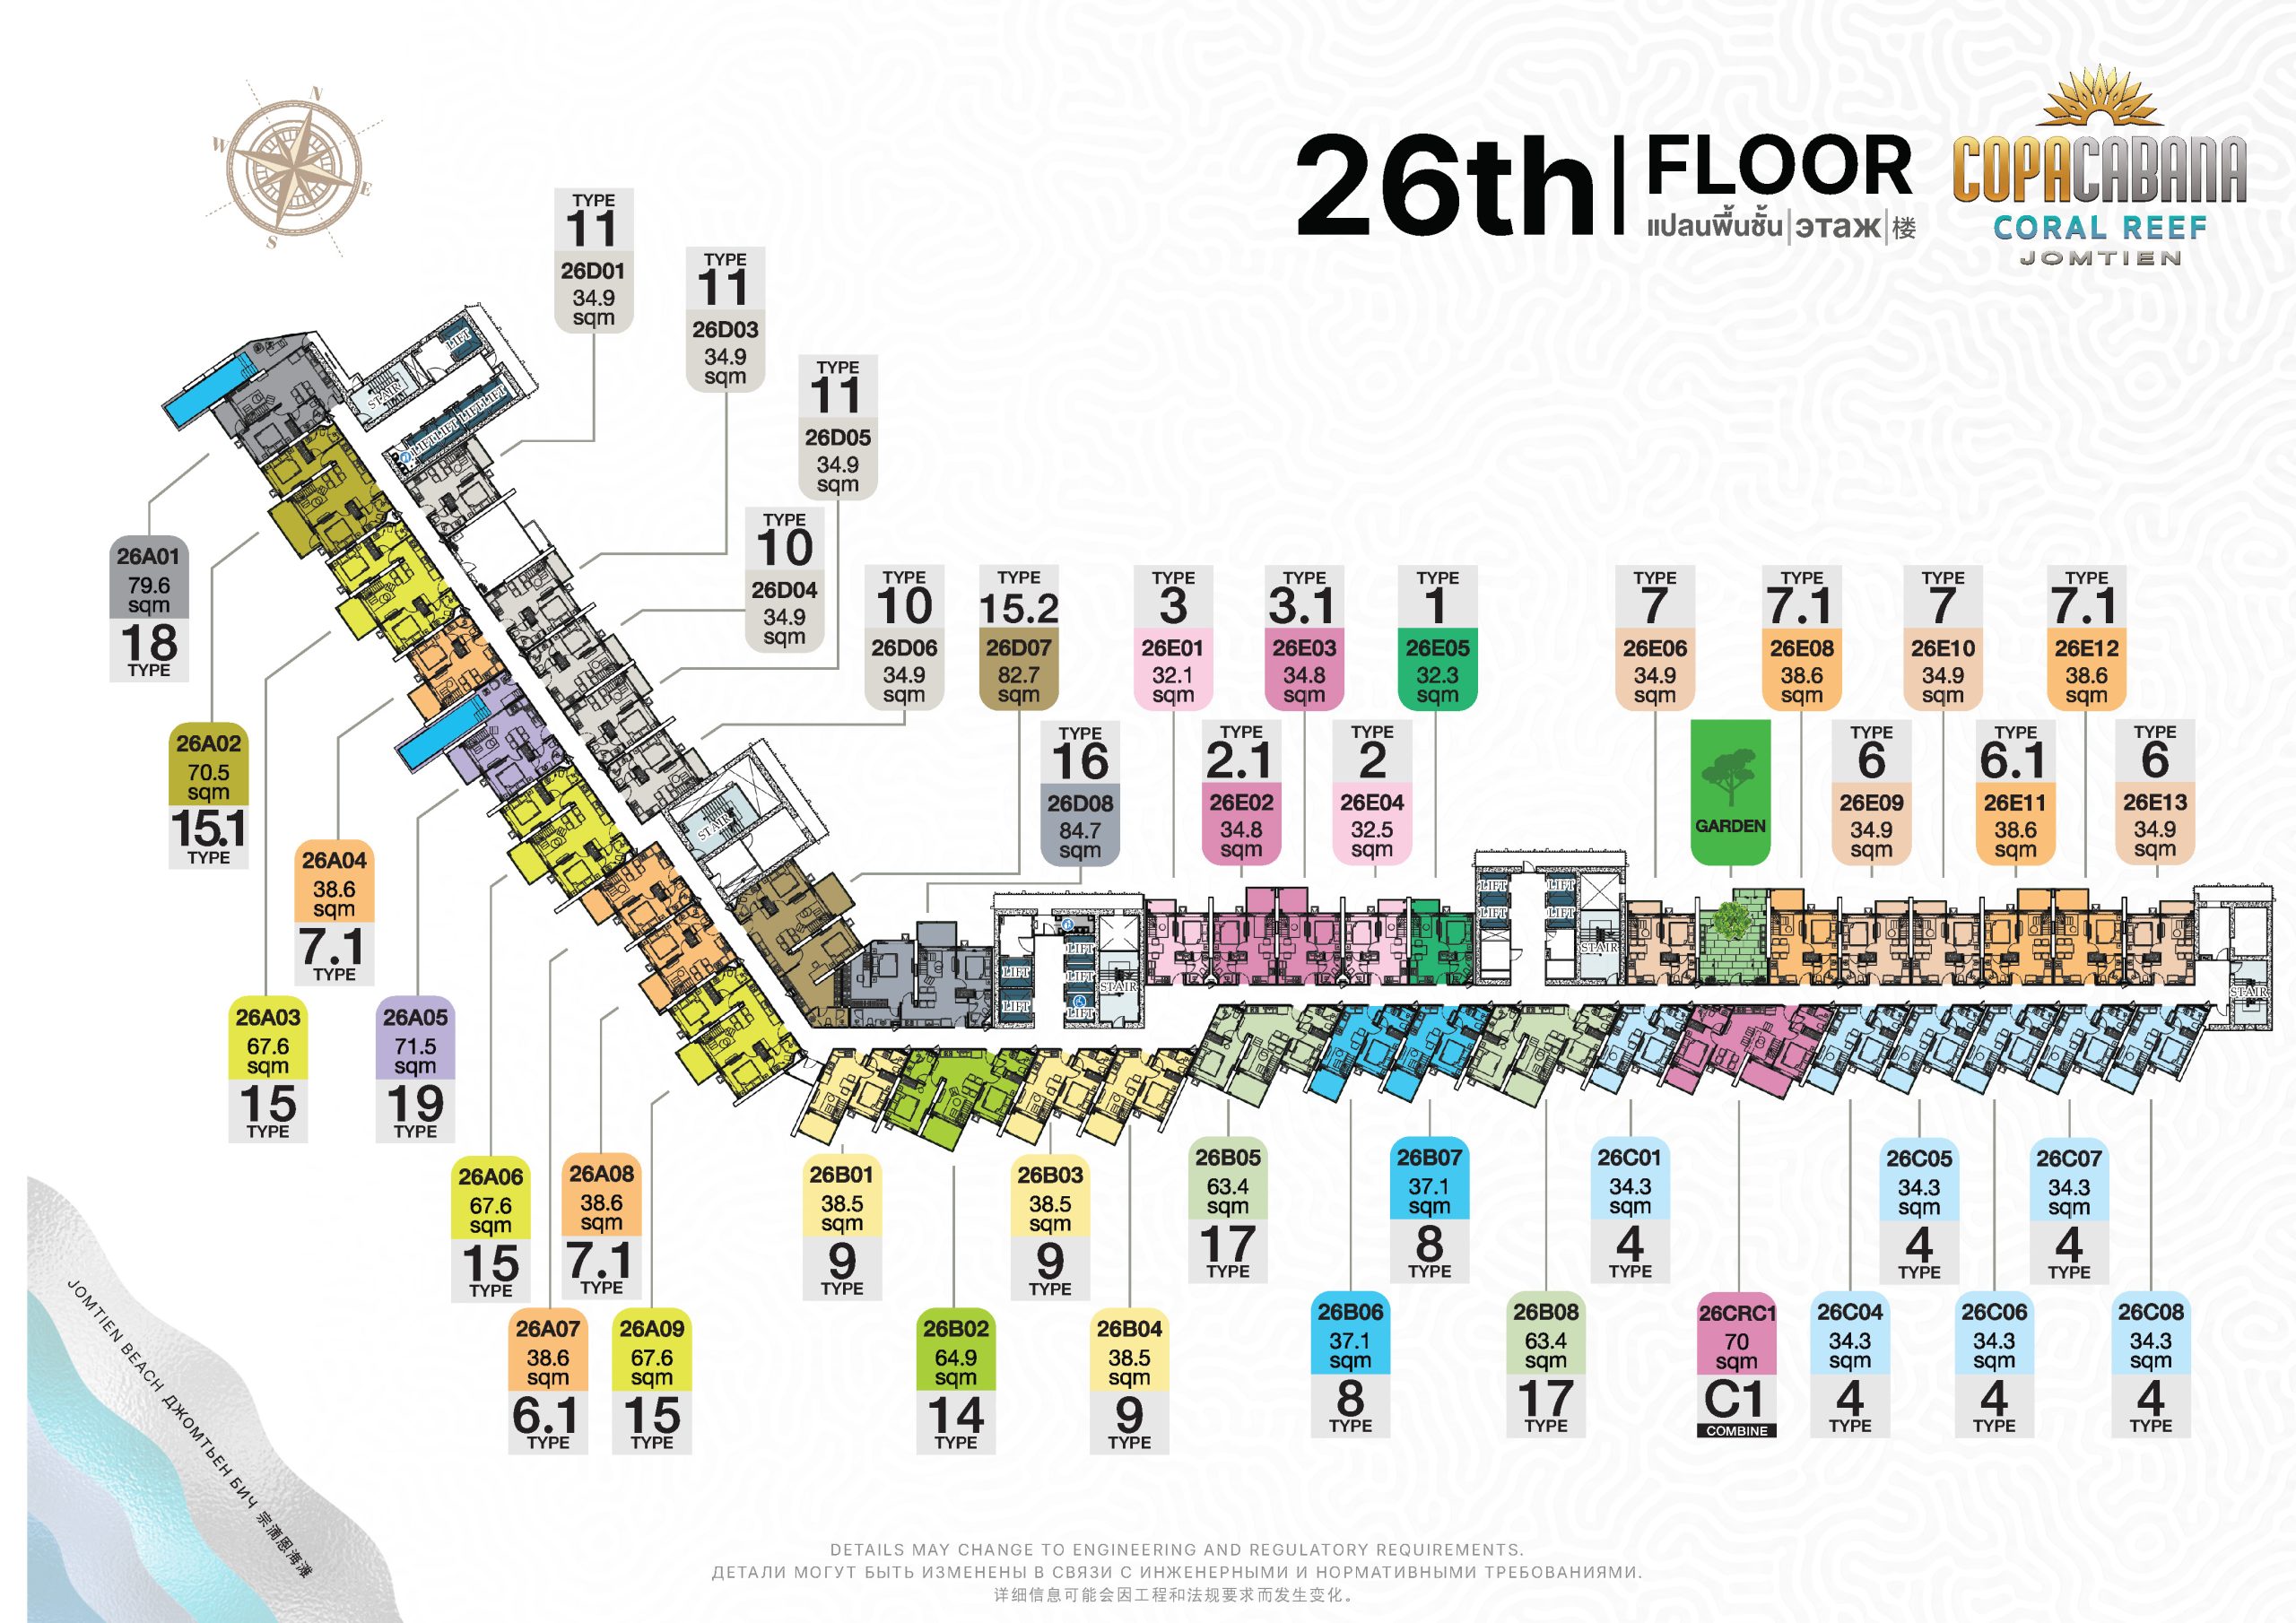 N
W
E
S
26th
FLOOR
แปลนพื้นชั้น|этаж|楼
COPACABANA
CORAL REEF
JOMTIEN
TYPE
11
26D01
34.9
sqm
TYPE
11
26D03
34.9
sqm
TYPE
11
26D05
34.9
sqm
TYPE
10
26D04
34.9
sqm
TYPE
10
26D06
34.9
sqm
TYPE
15.2
26D07
82.7
sqm
TYPE
16
26D08
84.7
sqm
TYPE
3
26E01
32.1
sqm
TYPE
2.1
26E02
34.8
sqm
TYPE
3.1
26E03
34.8
sqm
TYPE
2
26E04
32.5
sqm
TYPE
1
26E05
32.3
sqm
TYPE
7
26E06
34.9
sqm
GARDEN
TYPE
7.1
26E08
38.6
sqm
TYPE
6
26E09
34.9
sqm
TYPE
7
26E10
34.9
sqm
TYPE
6.1
26E11
38.6
sqm
TYPE
7.1
26E12
38.6
sqm
TYPE
6
26E13
34.9
sqm
LIFT
STAIR
LIFT LIFT LIFT LIFT
STAIR
LIFT
LIFT
LIFT
LIFT
LIFT
STAIR
LIFT
LIFT
LIFT
LIFT
STAIR
STAIR
26A01
79.6
sqm
18
TYPE
26A02
70.5
sqm
15.1
TYPE
26A03
67.6
sqm
15
TYPE
26A04
38.6
sqm
7.1
TYPE
26A05
71.5
sqm
19
TYPE
26A06
67.6
sqm
15
TYPE
26A07
38.6
sqm
6.1
TYPE
26A08
38.6
sqm
7.1
TYPE
26A09
67.6
sqm
15
TYPE
26B01
38.5
sqm
9
TYPE
26B02
64.9
sqm
14
TYPE
26B03
38.5
sqm
9
TYPE
26B04
38.5
sqm
9
TYPE
26B05
63.4
sqm
17
TYPE
26B06
37.1
sqm
8
TYPE
26B07
37.1
sqm
8
TYPE
26B08
63.4
sqm
17
TYPE
26C01
34.3
sqm
4
TYPE
26CRC1
70
sqm
C1
COMBINE
26C04
34.3
sqm
4
TYPE
26C05
34.3
sqm
4
TYPE
26C06
34.3
sqm
4
TYPE
26C07
34.3
sqm
4
TYPE
26C08
34.3
sqm
4
TYPE
JOMTIEN BEACH ДЖОМТЬЕН БИЧ 宗滴恩海滩
DETAILS MAY CHANGE TO ENGINEERING AND REGULATORY REQUIREMENTS.
ДЕТАЛИ МОГУТ БЫТЬ ИЗМЕНЕНЫ В СВЯЗИ С ИНЖЕНЕРНЫМИ И НОРМАТИВНЫМИ ТРЕБОВАНИЯМИ.
详细信息可能会因工程和法规要求而发生变化。